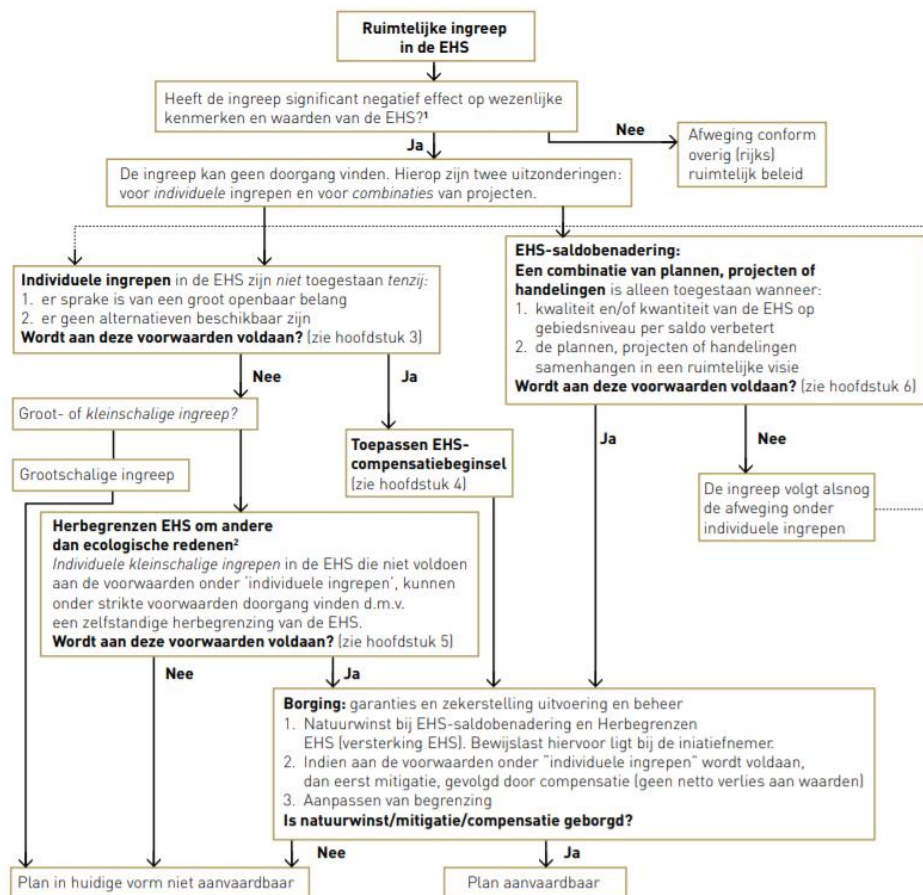 Ruimtelijke ingreep
in de EHS
Heeft de ingreep significant negatief effect op wezenlijke
kenmerken en waarden van de EHS?¹
Nee
Ja
Afweging conform
overig (rijks)
ruimtelijk beleid
De ingreep kan geen doorgang vinden. Hierop zijn twee uitzonderingen:
voor individuele ingrepen en voor combinaties van projecten.
Individuele ingrepen in de EHS zijn niet toegestaan tenzij:
1. er sprake is van een groot openbaar belang
2. er geen alternatieven beschikbaar zijn
Wordt aan deze voorwaarden voldaan? (zie hoofdstuk 3)
EHS-saldobenadering:
Een combinatie van plannen, projecten of
handelingen is alleen toegestaan wanneer:
1. kwaliteit en/of kwantiteit van de EHS op
gebiedsniveau per saldo verbetert
2. de plannen, projecten of handelingen
samenhangen in een ruimtelijke visie
Wordt aan deze voorwaarden voldaan? (zie hoofdstuk 6)
Nee
Ja
Groot- of kleinschalige ingreep?
Grootschalige ingreep
Toepassen EHS-
compensatiebeginsel
(zie hoofdstuk 4)
Ja
Nee
De ingreep volgt alsnog
de afweging onder
individuele ingrepen
Herbegrenzen EHS om andere
dan ecologische redenen²
Individuele kleinschalige ingrepen in de EHS die niet voldoen
aan de voorwaarden onder 'individuele ingrepen', kunnen
onder strikte voorwaarden doorgang vinden d.m.v.
een zelfstandige herbegrenzing van de EHS.
Wordt aan deze voorwaarden voldaan? (zie hoofdstuk 5)
Nee
Ja
Borging: garanties en zekerstelling uitvoering en beheer
1. Natuurwinst bij EHS-saldobenadering en Herbegrenzen
EHS (versterking EHS). Bewijslast hiervoor ligt bij de iniatiefnemer.
2. Indien aan de voorwaarden onder "individuele ingrepen" wordt voldaan,
dan eerst mitigatie, gevolgd door compensatie (geen netto verlies aan waarden)
3. Aanpassen van begrenzing
Is natuurwinst/mitigatie/compensatie geborgd?
Nee
Ja
Plan in huidige vorm niet aanvaardbaar
Plan aanvaardbaar